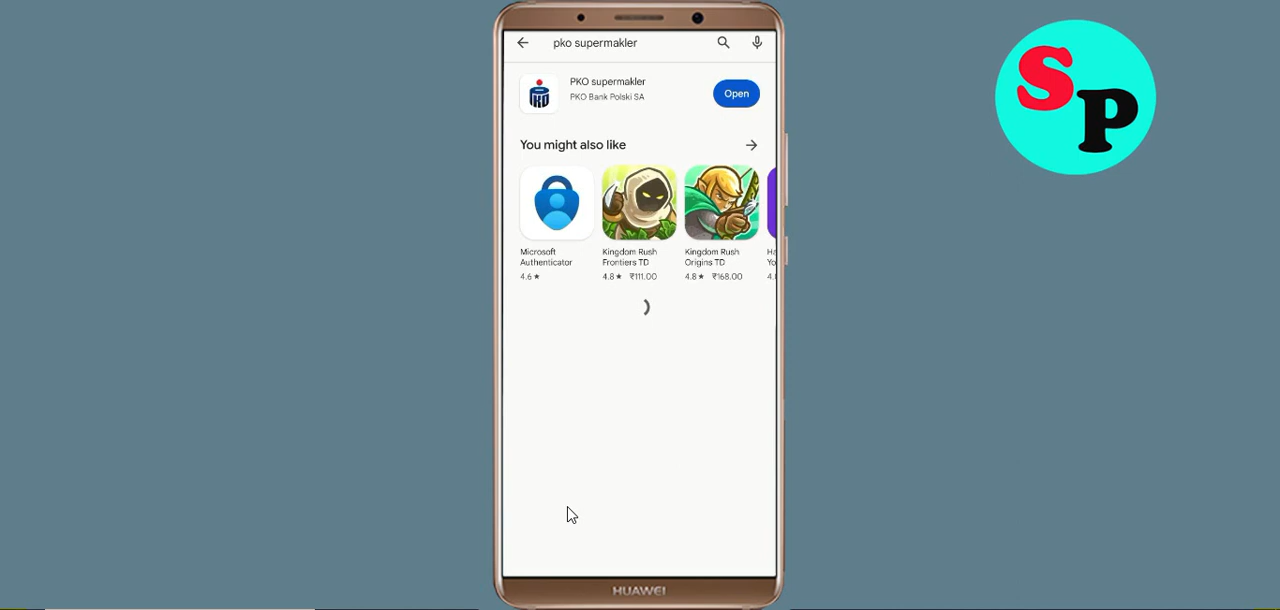 pko supermakler
PKO supermakler
PKO Bank Polski SA
Open
You might also like
Microsoft
Authenticator
4.6 ★
Kingdom Rush
Frontiers TD
4.8 ★ ₹111.00
Kingdom Rush
Origins TD
4.8 ★ ₹168.00
HUAWEI
SP